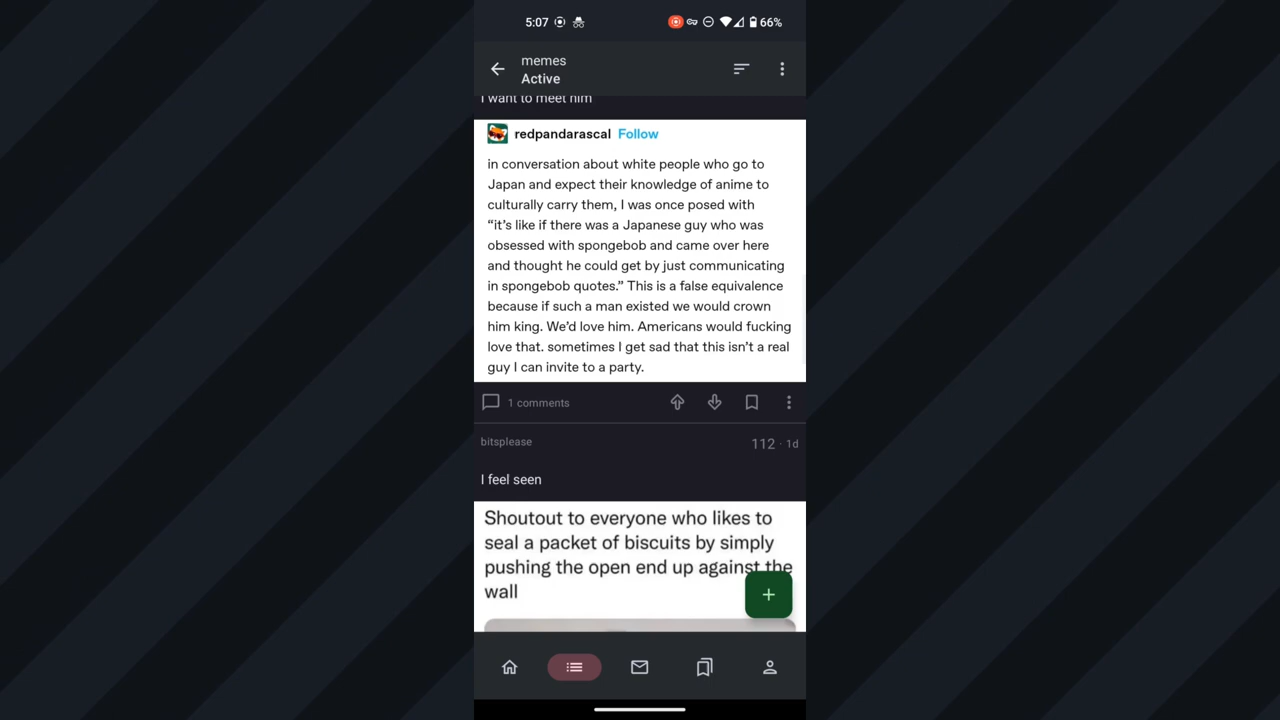 5:07
66%
memes
Active
I want to meet him
redpandarascal Follow
in conversation about white people who go to
Japan and expect their knowledge of anime to
culturally carry them, I was once posed with
“it’s like if there was a Japanese guy who was
obsessed with spongebob and came over here
and thought he could get by just communicating
in spongebob quotes.” This is a false equivalence
because if such a man existed we would crown
him king. We’d love him. Americans would fucking
love that. sometimes I get sad that this isn’t a real
guy I can invite to a party.
1 comments
bitsplease
112 · 1d
I feel seen
Shoutout to everyone who likes to
seal a packet of biscuits by simply
pushing the open end up against the
wall